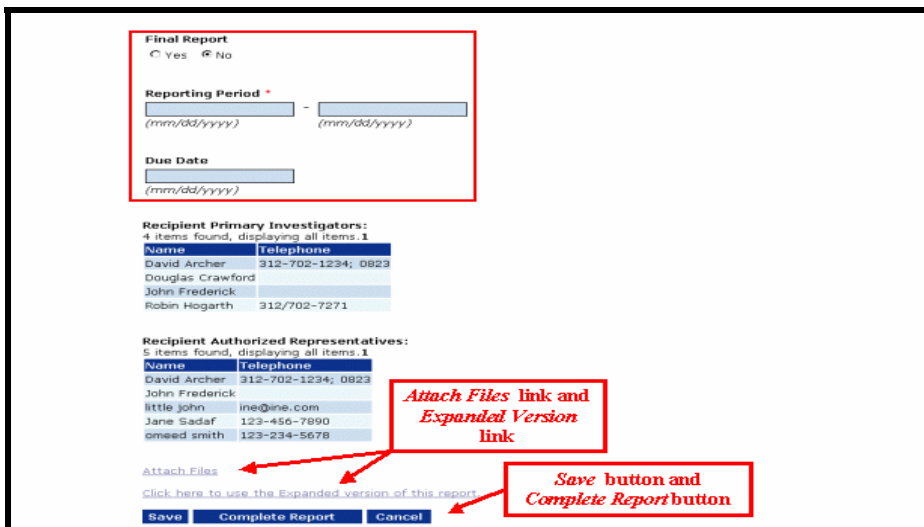 Final Report
Yes No
Reporting Period *
-
(mm/dd/yyyy) (mm/dd/yyyy)
Due Date
(mm/dd/yyyy)
Recipient Primary Investigators:
4 items found, displaying all items.1
Name Telephone
David Archer 312-702-1234; 0823
Douglas Crawford
John Frederick
Robin Hogarth 312/702-7271
Recipient Authorized Representatives:
5 items found, displaying all items.1
Name Telephone
David Archer 312-702-1234; 0823
John Frederick
little john ine@ine.com
Jane Sadaf 123-456-7890
omeed smith 123-234-5678
Attach Files link and
Expanded Version
link
Attach Files
Click here to use the Expanded version of this report.
Save button and
Complete Report button
Save Complete Report Cancel